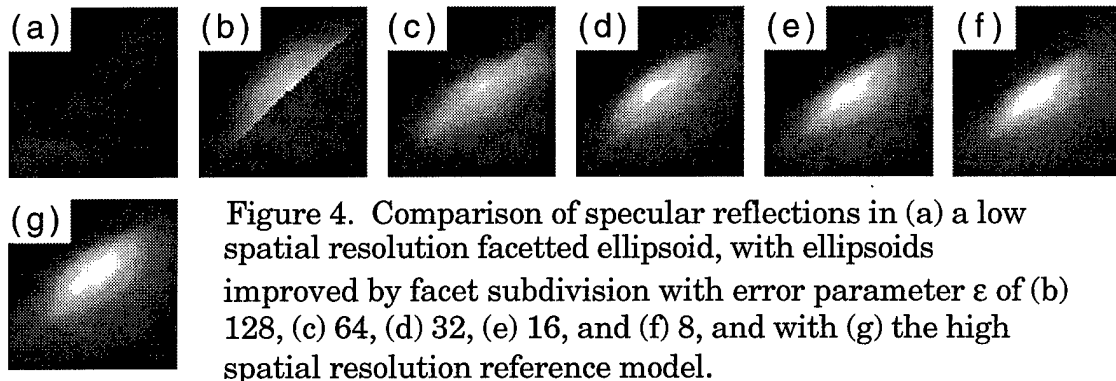 (a) (b) (c) (d) (e) (f)
(g)
Figure 4. Comparison of specular reflections in (a) a low
spatial resolution facetted ellipsoid, with ellipsoids
improved by facet subdivision with error parameter ε of (b)
128, (c) 64, (d) 32, (e) 16, and (f) 8, and with (g) the high
spatial resolution reference model.